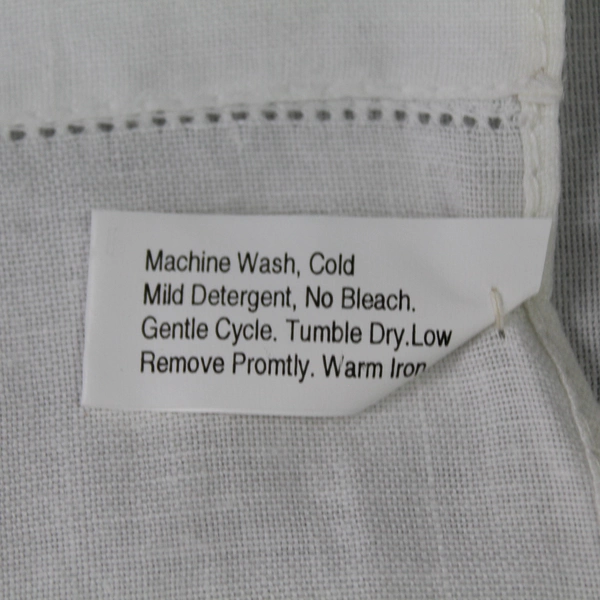 Machine Wash, Cold
Mild Detergent, No Bleach.
Gentle Cycle. Tumble Dry.Low
Remove Promtly. Warm Iron